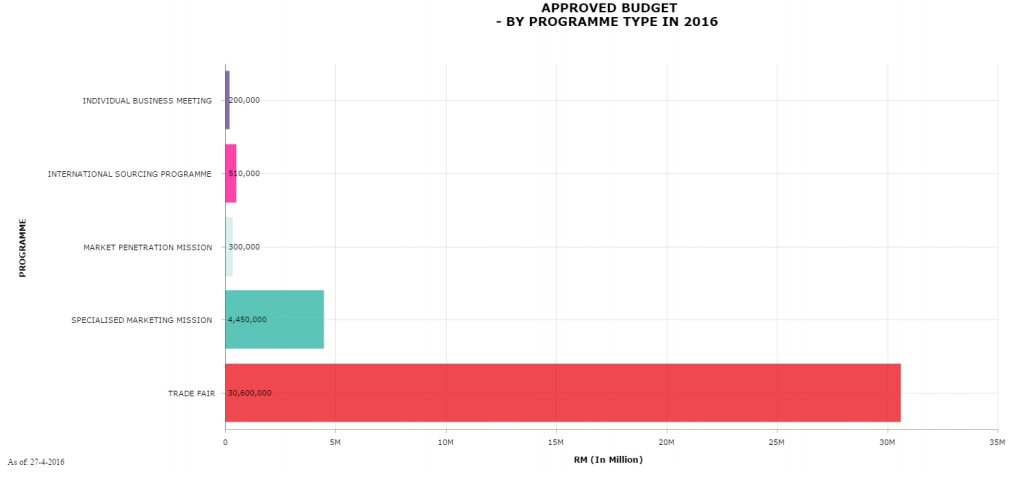 APPROVED BUDGET
- BY PROGRAMME TYPE IN 2016
PROGRAMME
INDIVIDUAL BUSINESS MEETING 200,000
INTERNATIONAL SOURCING PROGRAMME 510,000
MARKET PENETRATION MISSION 300,000
SPECIALISED MARKETING MISSION 4,450,000
TRADE FAIR 30,600,000
0 5M 10M 15M 20M 25M 30M 35M
RM (In Million)
As of: 27-4-2016